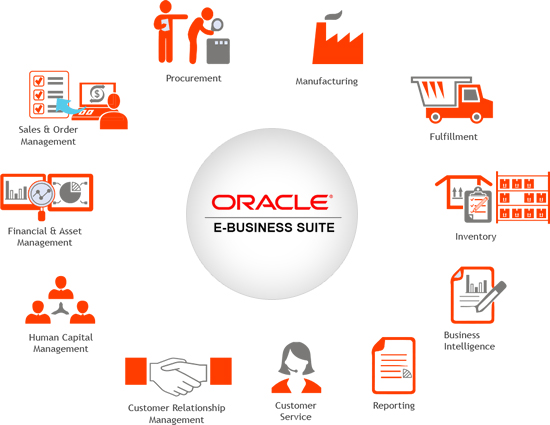 Procurement
Manufacturing
Sales & Order
Management
Fulfillment
ORACLE®
E-BUSINESS SUITE
Financial & Asset
Management
Inventory
Human Capital
Management
Business
Intelligence
Customer Relationship
Management
Customer
Service
Reporting